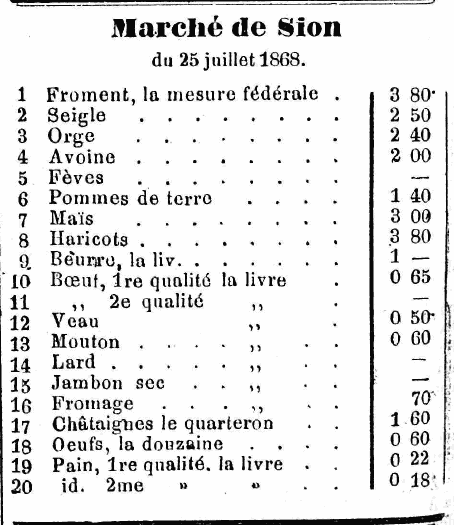 Marché de Sion
du 25 juillet 1868.
1 Froment, la mesure fédérale . 3 80
2 Seigle . . . . . . . . 2 50
3 Orge . . . . . . . . 2 40
4 Avoine . . . . . . . . 2 00
5 Fèves . . . . . . . . —
6 Pommes de terre . . . . 1 40
7 Maïs . . . . . . . . 3 00
8 Haricots . . . . . . . . 3 80
9 Beurre, la liv. . . . . . 1 —
10 Bœuf, 1re qualité la livre . 0 65
11 ,, 2e qualité ,, . —
12 Veau ,, . 0 50
13 Mouton . . . . ,, . . 0 60
14 Lard . . . . . ,, . . —
15 Jambon sec . . ,, . . —
16 Fromage . . . ,, . . 70
17 Châtaignes le quarteron . . 1 60
18 Oeufs, la douzaine . . . . 0 60
19 Pain, 1re qualité. la livre . . 0 22
20 id. 2me » » . . 0 18